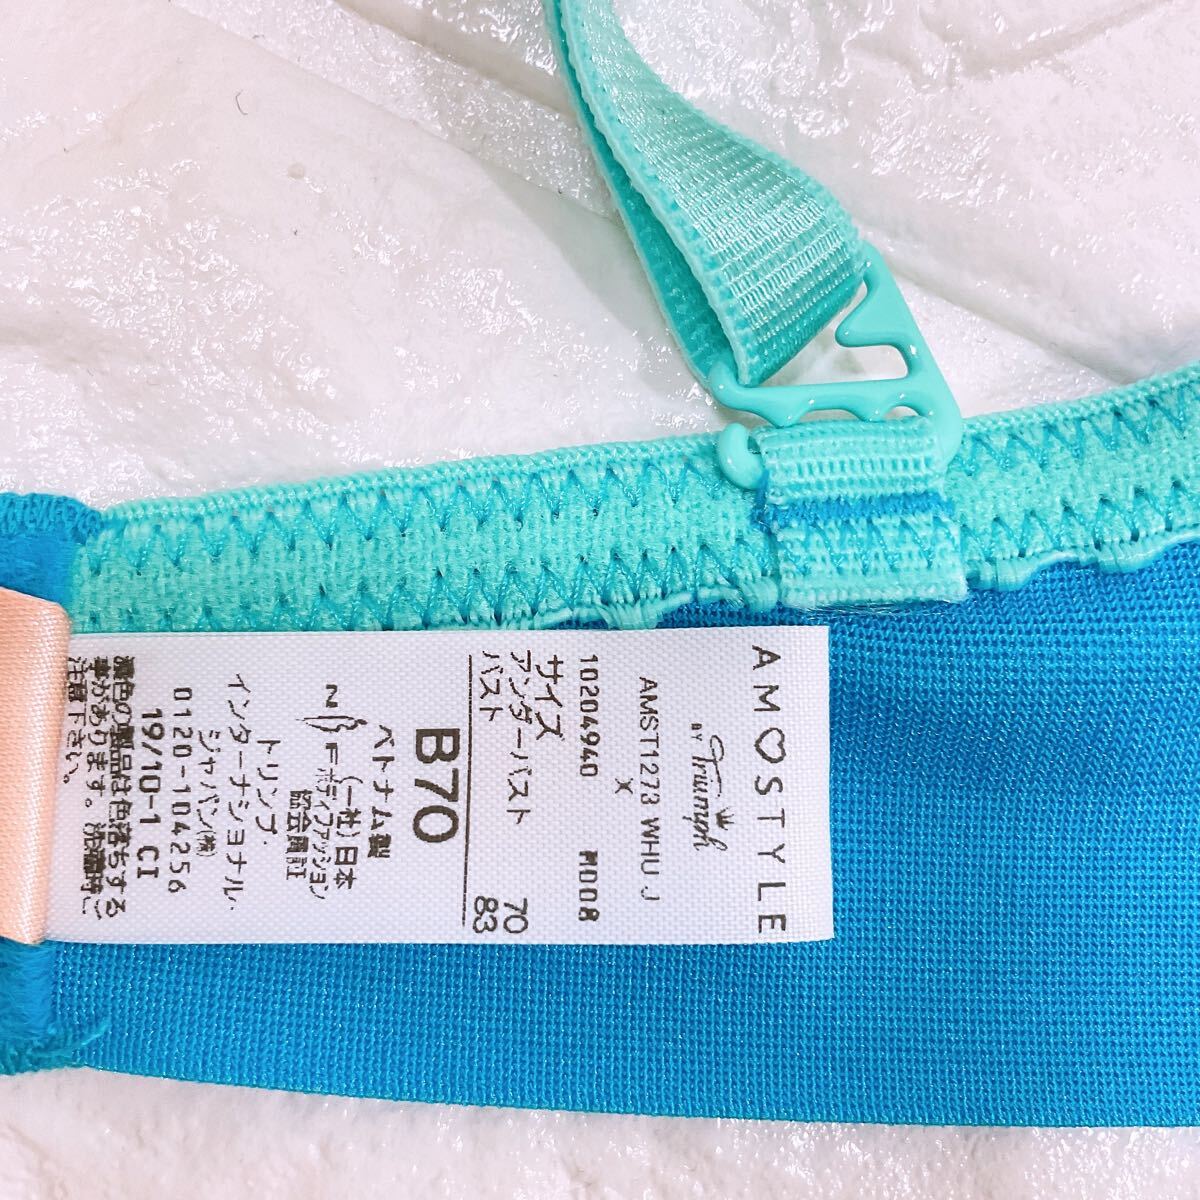 AMOSTYLE
BY Triumph
AMST1273 WHU J
X
10204940 M008
サイズ
アンダーバスト 70
バスト 83
B70
ベトナム製
(一社)日本
ボディファッション
協会員証
NBF
トリンプ・
インターナショナル・
ジャパン(株)
0120-104256
19/10-1 CI
濃色の製品は色落ちする
事があります。洗濯時に
注意下さい。